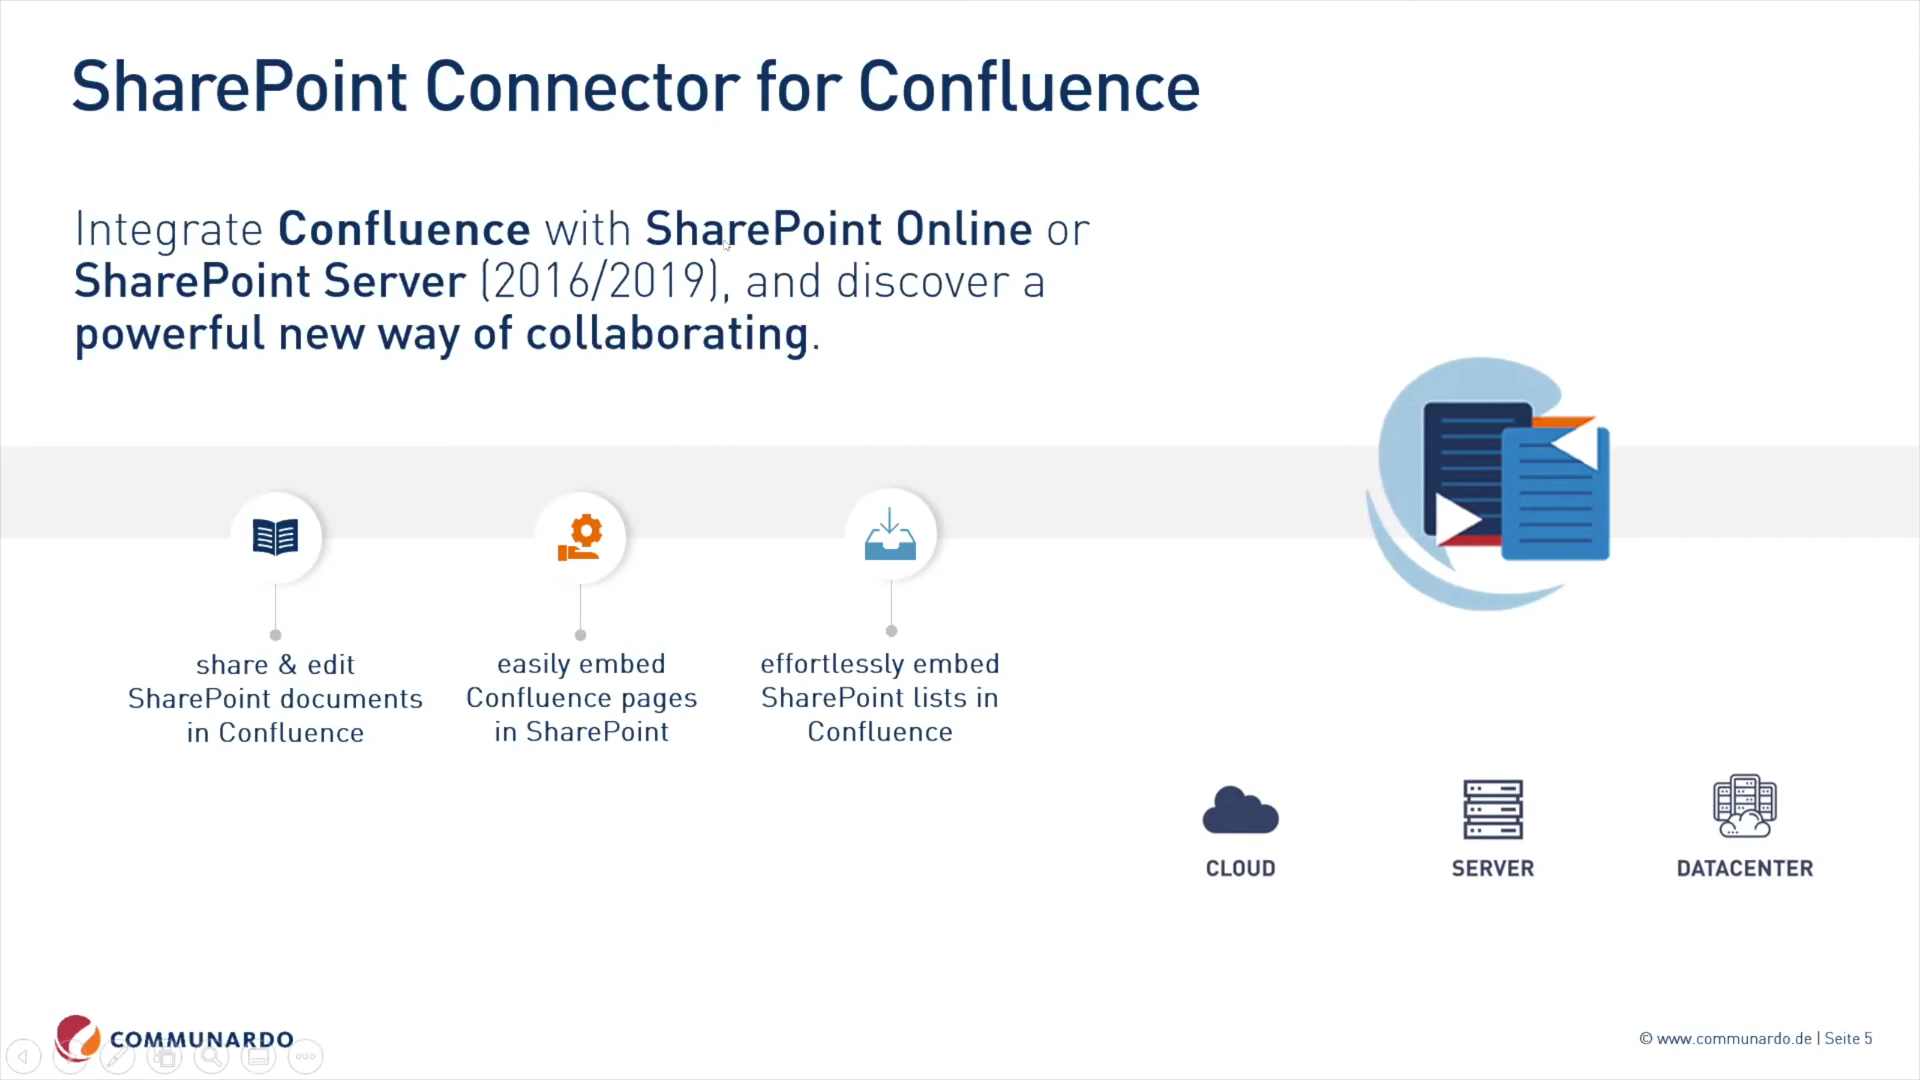 SharePoint Connector for Confluence
Integrate Confluence with SharePoint Online or
SharePoint Server (2016/2019), and discover a
powerful new way of collaborating.
share & edit
SharePoint documents
in Confluence
easily embed
Confluence pages
in SharePoint
effortlessly embed
SharePoint lists in
Confluence
CLOUD
SERVER
DATACENTER
COMMUNARDO
© www.communardo.de | Seite 5